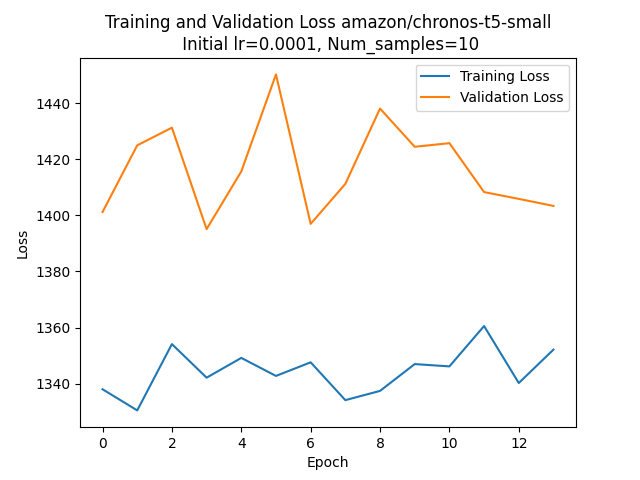 Training and Validation Loss amazon/chronos-t5-small
Initial lr=0.0001, Num_samples=10
Training Loss
Validation Loss
1440
1420
1400
1380
1360
1340
Loss
0 2 4 6 8 10 12
Epoch